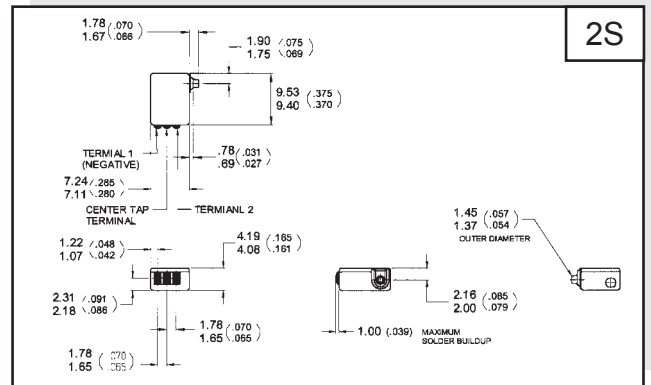 2S
1.78 (.070)
1.67 (.066)
1.90 (.075)
1.75 (.069)
9.53 (.375)
9.40 (.370)
TERMIAL 1
(NEGATIVE)
.78 (.031)
.69 (.027)
7.24 (.285)
7.11 (.280)
CENTER TAP
TERMINAL
TERMIANL 2
1.22 (.048)
1.07 (.042)
4.19 (.165)
4.08 (.161)
1.45 (.057)
1.37 (.054)
OUTER DIAMETER
2.31 (.091)
2.18 (.086)
1.78 (.070)
1.65 (.065)
2.16 (.085)
2.00 (.079)
1.00 (.039) MAXIMUM
SOLDER BUILDUP
1.78 (.070)
1.65 (.065)